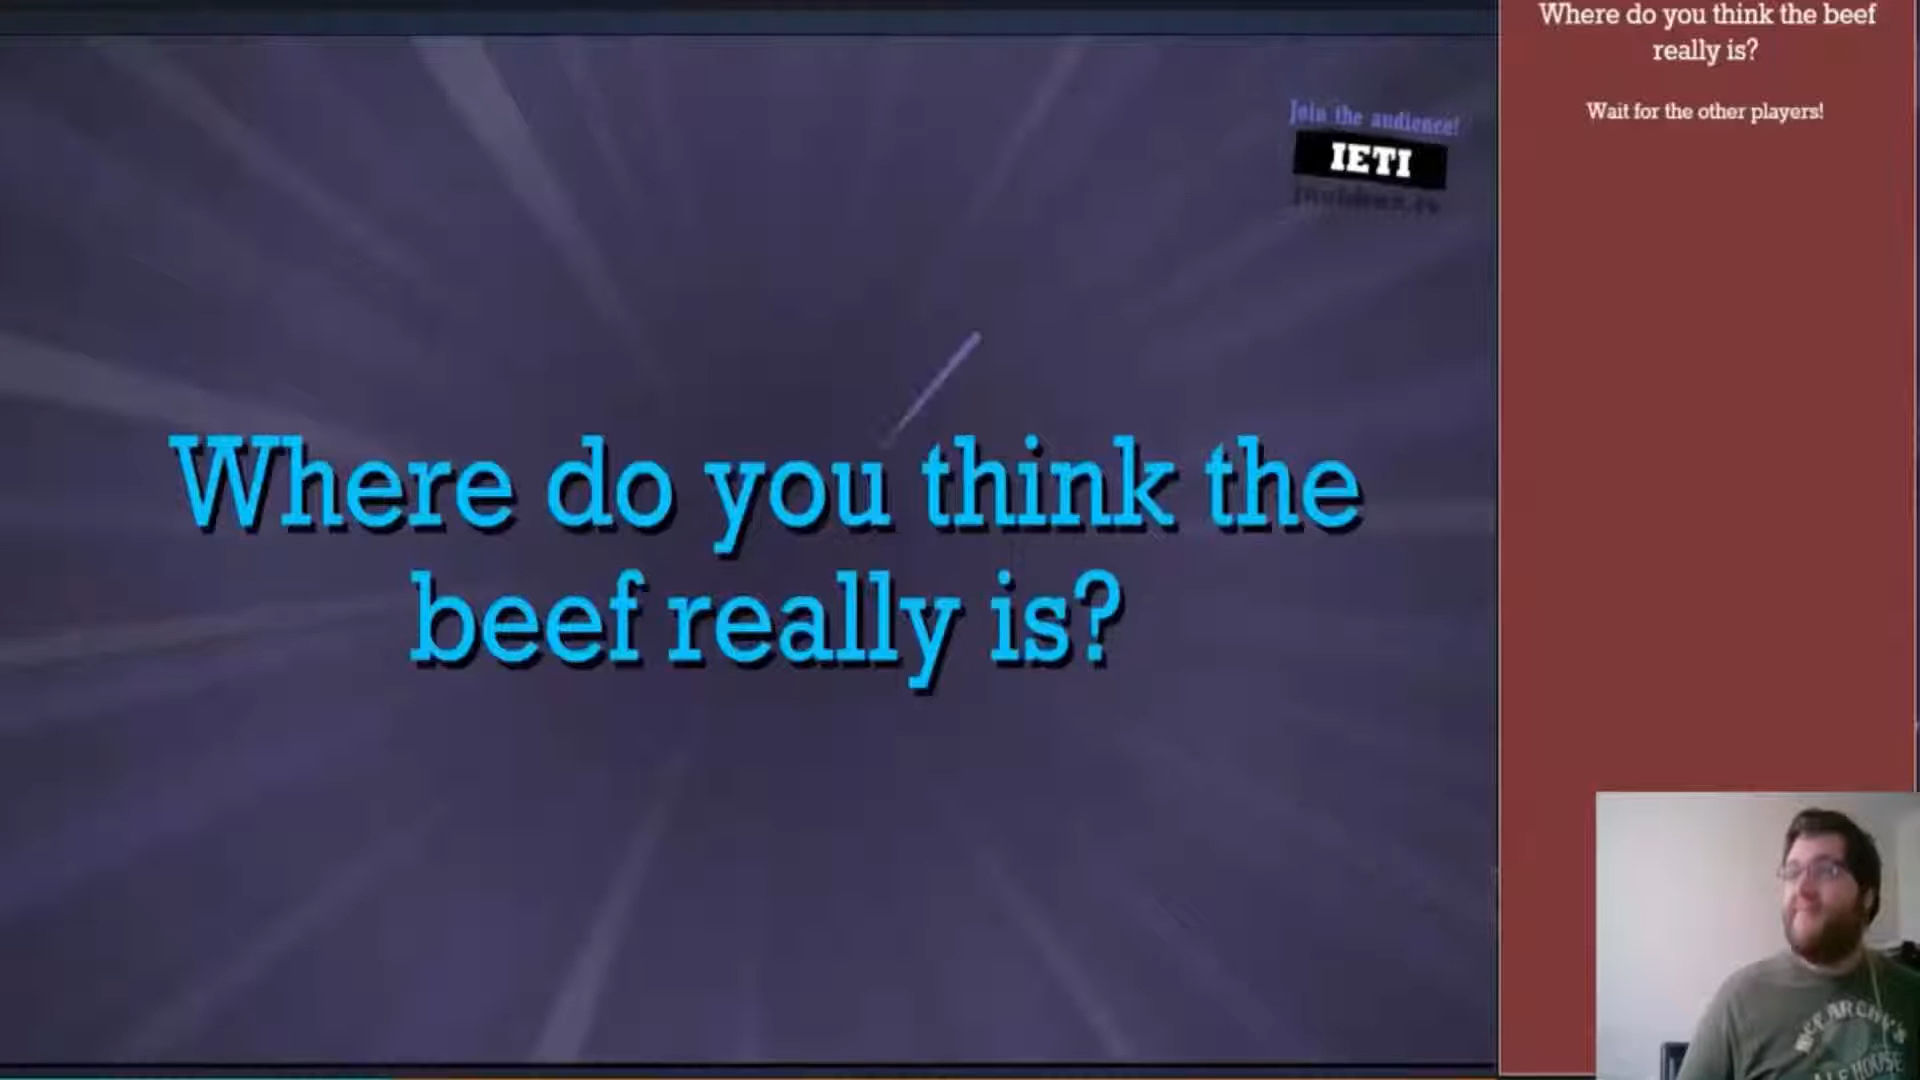 Where do you think the beef
really is?
Wait for the other players!
Join the audience!
IETI
Where do you think the
beef really is?